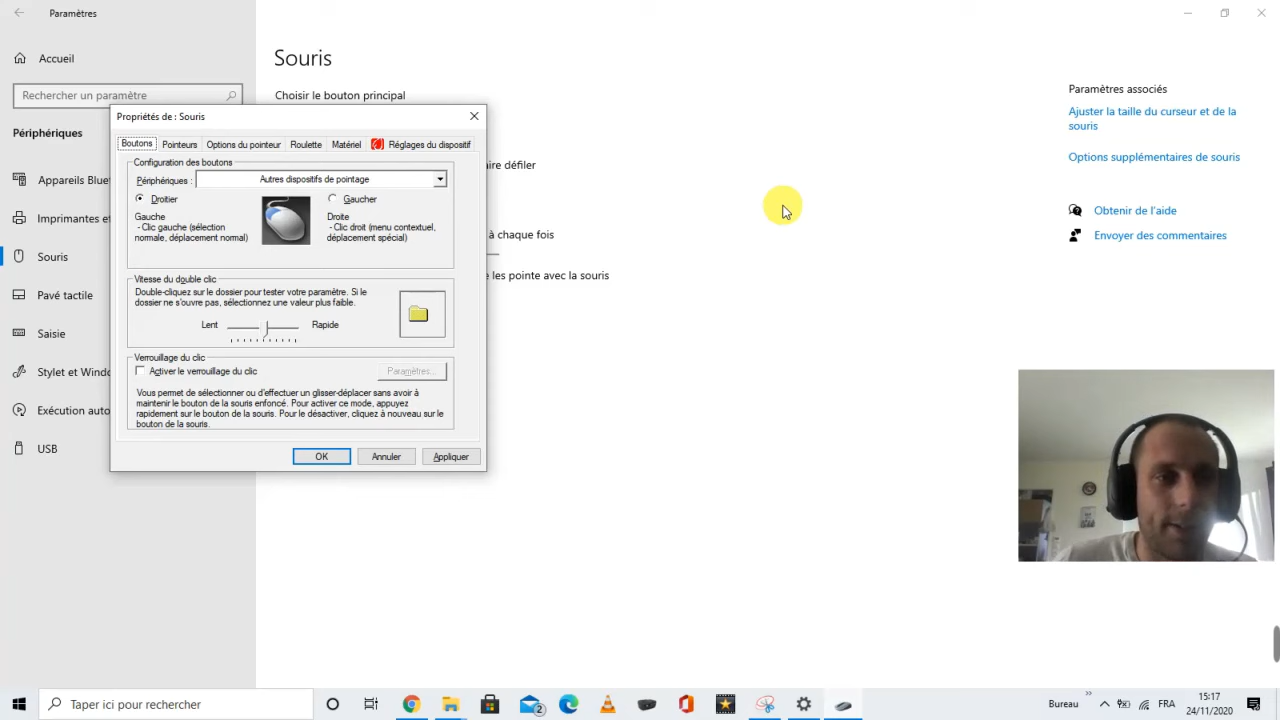 Paramètres
Accueil
Rechercher un paramètre
Périphériques
Appareils Bluet
Imprimantes et
Souris
Pavé tactile
Saisie
Stylet et Windo
Exécution auto
USB
Souris
Choisir le bouton principal
aire défiler
à chaque fois
e les pointe avec la souris
Propriétés de : Souris
Boutons
Pointeurs
Options du pointeur
Roulette
Matériel
Réglages du dispositif
Configuration des boutons
Périphériques :
Autres dispositifs de pointage
Droitier
Gaucher
Gauche
- Clic gauche (sélection
normale, déplacement normal)
Droite
- Clic droit (menu contextuel,
déplacement spécial)
Vitesse du double clic
Double-cliquez sur le dossier pour tester votre paramètre. Si le
dossier ne s'ouvre pas, sélectionnez une valeur plus faible.
Lent
Rapide
Verrouillage du clic
Activer le verrouillage du clic
Paramètres...
Vous permet de sélectionner ou d'effectuer un glisser-déplacer sans avoir à
maintenir le bouton de la souris enfoncé. Pour activer ce mode, appuyez
rapidement sur le bouton de la souris. Pour le désactiver, cliquez à nouveau sur le
bouton de la souris.
OK
Annuler
Appliquer
Paramètres associés
Ajuster la taille du curseur et de la
souris
Options supplémentaires de souris
Obtenir de l'aide
Envoyer des commentaires
Taper ici pour rechercher
2
Bureau
»
FRA
15:17
24/11/2020